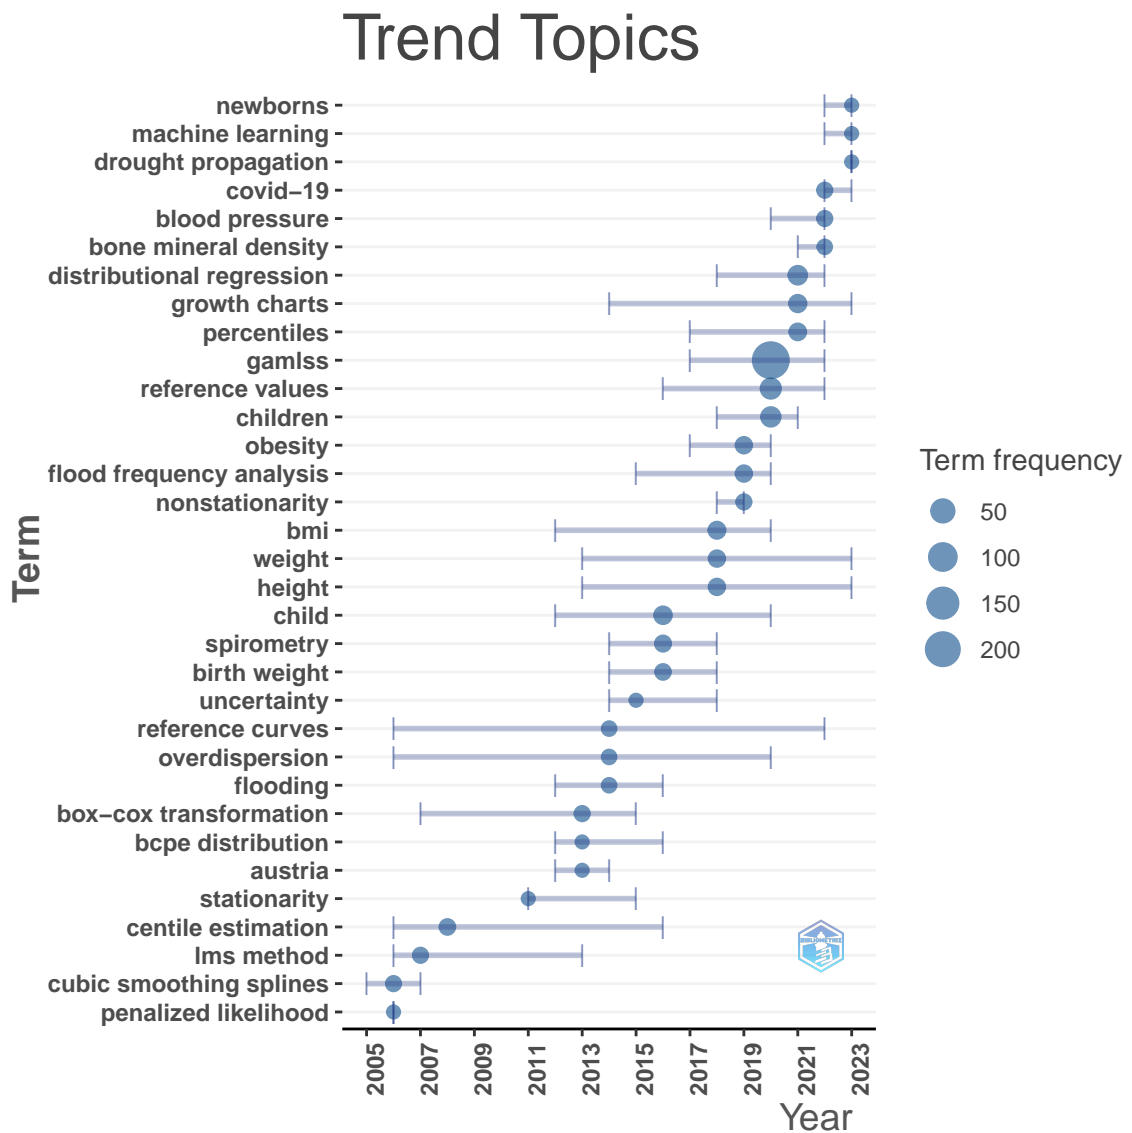 Trend Topics
newborns
machine learning
drought propagation
covid−19
blood pressure
bone mineral density
distributional regression
growth charts
percentiles
gamlss
reference values
children
obesity
flood frequency analysis
nonstationarity
bmi
weight
height
child
spirometry
birth weight
uncertainty
reference curves
overdispersion
flooding
box−cox transformation
bcpe distribution
austria
stationarity
centile estimation
lms method
cubic smoothing splines
penalized likelihood
Term
2005
2007
2009
2011
2013
2015
2017
2019
2021
2023
Year
Term frequency
50
100
150
200
BIBLIOMETRIX